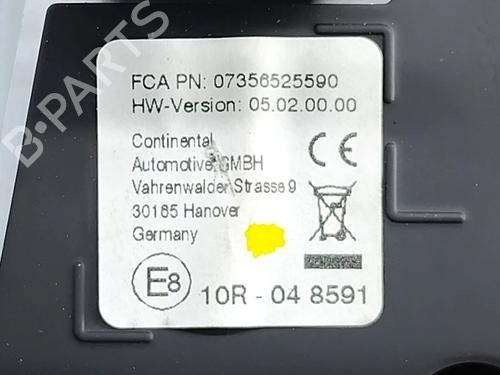 B-PARTS
FCA PN: 07356525590
HW-Version: 05.02.00.00
Continental
Automotive GMBH
Vahrenwalder Strasse 9
30165 Hanover
Germany
CE
E8
10R - 04 8591